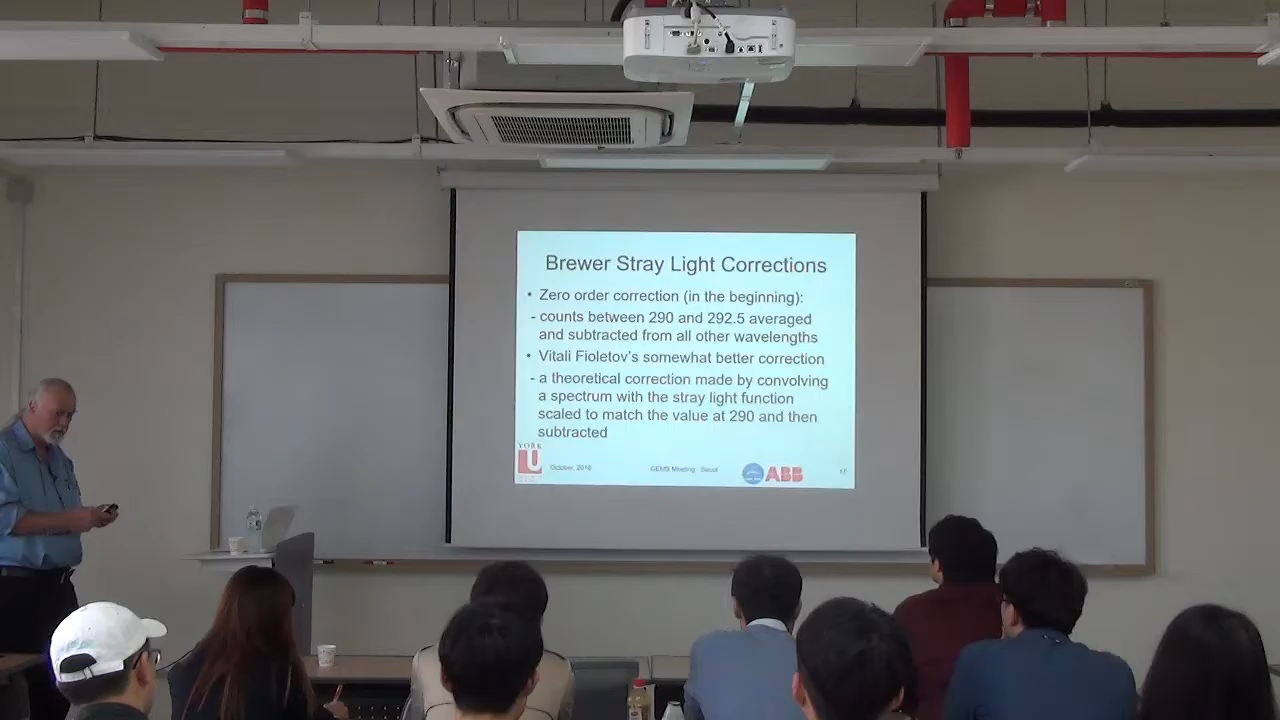 Brewer Stray Light Corrections
• Zero order correction (in the beginning):
- counts between 290 and 292.5 averaged
and subtracted from all other wavelengths
• Vitali Fioletov's somewhat better correction
- a theoretical correction made by convolving
a spectrum with the stray light function
scaled to match the value at 290 and then
subtracted
YORK
U
October, 2016
GEMS Meeting - Seoul
ABB